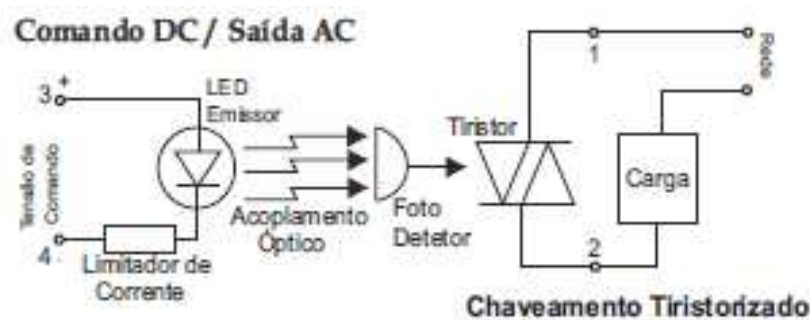 Comando DC / Saída AC
3 +
LED
Emissor
Tensão de
Comando
4 -
Limitador de
Corrente
Acoplamento
Óptico
Foto
Detetor
Tiristor
1
2
Carga
Rede
Chaveamento Tiristorizado